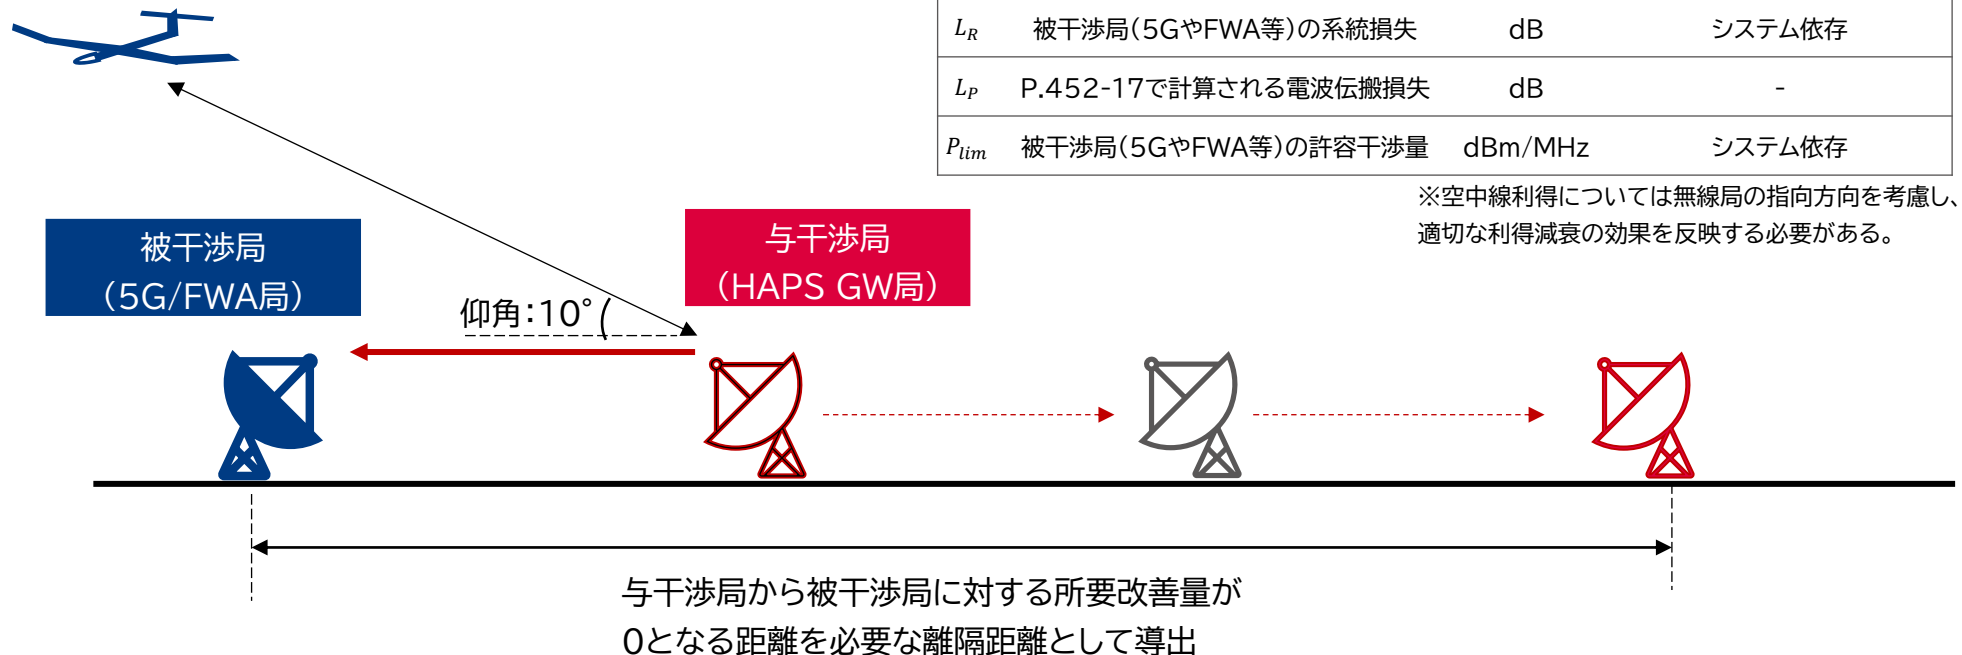 L_R 被干渉局(5GやFWA等)の系統損失 dB システム依存
L_P P.452-17で計算される電波伝搬損失 dB -
P_lim 被干渉局(5GやFWA等)の許容干渉量 dBm/MHz システム依存
※空中線利得については無線局の指向方向を考慮し、
適切な利得減衰の効果を反映する必要がある。
被干渉局
(5G/FWA局)
与干渉局
(HAPS GW局)
仰角:10°
与干渉局から被干渉局に対する所要改善量が
0となる距離を必要な離隔距離として導出